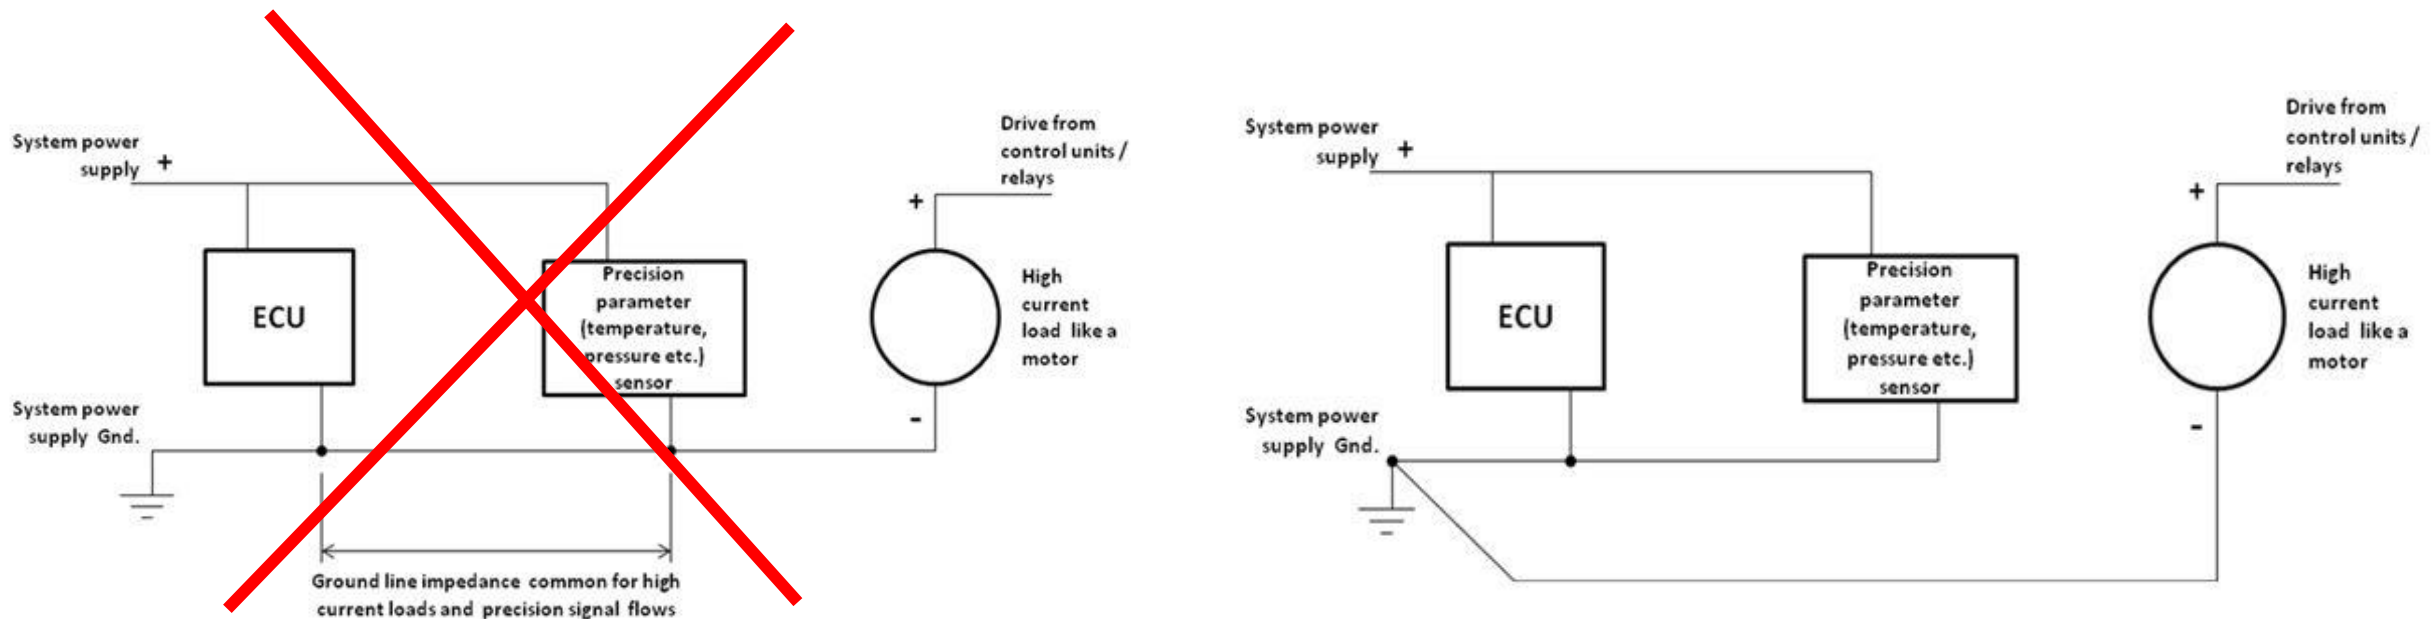 System power
supply +
ECU
Precision
parameter
(temperature,
pressure etc.)
sensor
Drive from
control units /
relays
+
High
current
load like a
motor
-
System power
supply Gnd.
Ground line impedance common for high
current loads and precision signal flows
System power
supply +
ECU
Precision
parameter
(temperature,
pressure etc.)
sensor
Drive from
control units /
relays
+
High
current
load like a
motor
-
System power
supply Gnd.